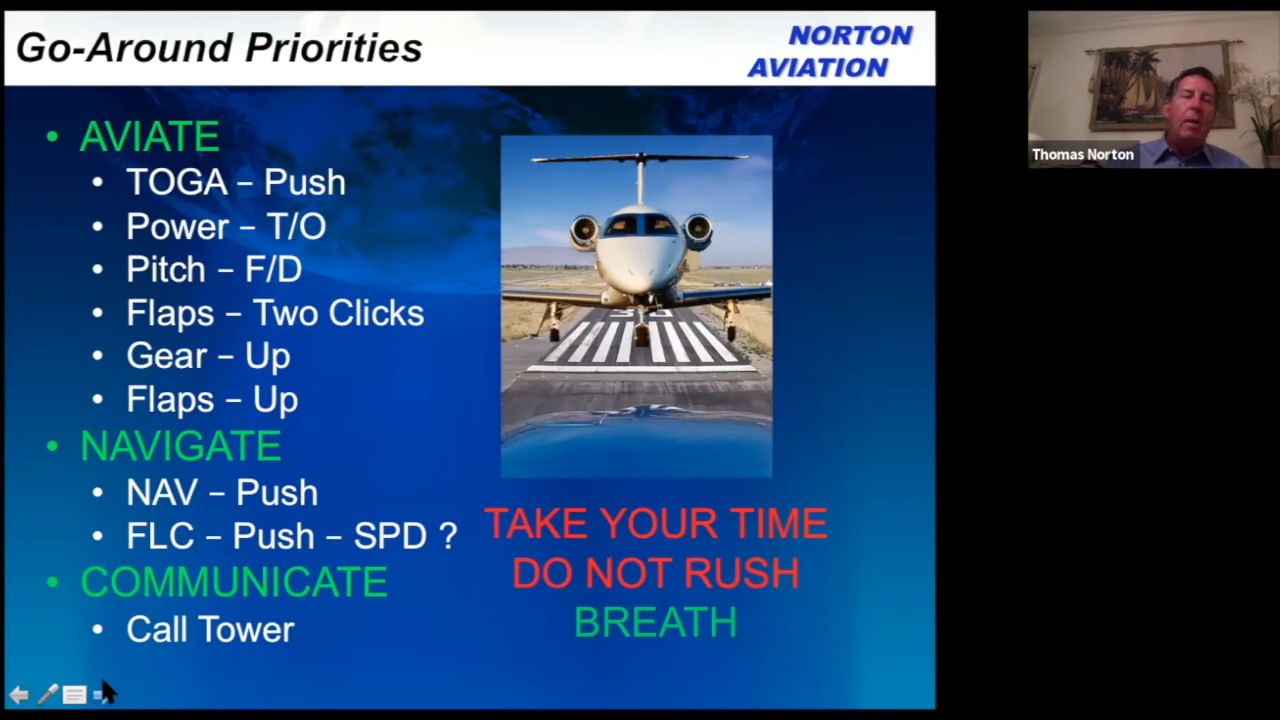 Go-Around Priorities
NORTON
AVIATION
• AVIATE
• TOGA – Push
• Power – T/O
• Pitch – F/D
• Flaps – Two Clicks
• Gear – Up
• Flaps – Up
• NAVIGATE
• NAV – Push
• FLC – Push – SPD ?
• COMMUNICATE
• Call Tower
TAKE YOUR TIME
DO NOT RUSH
BREATH
Thomas Norton